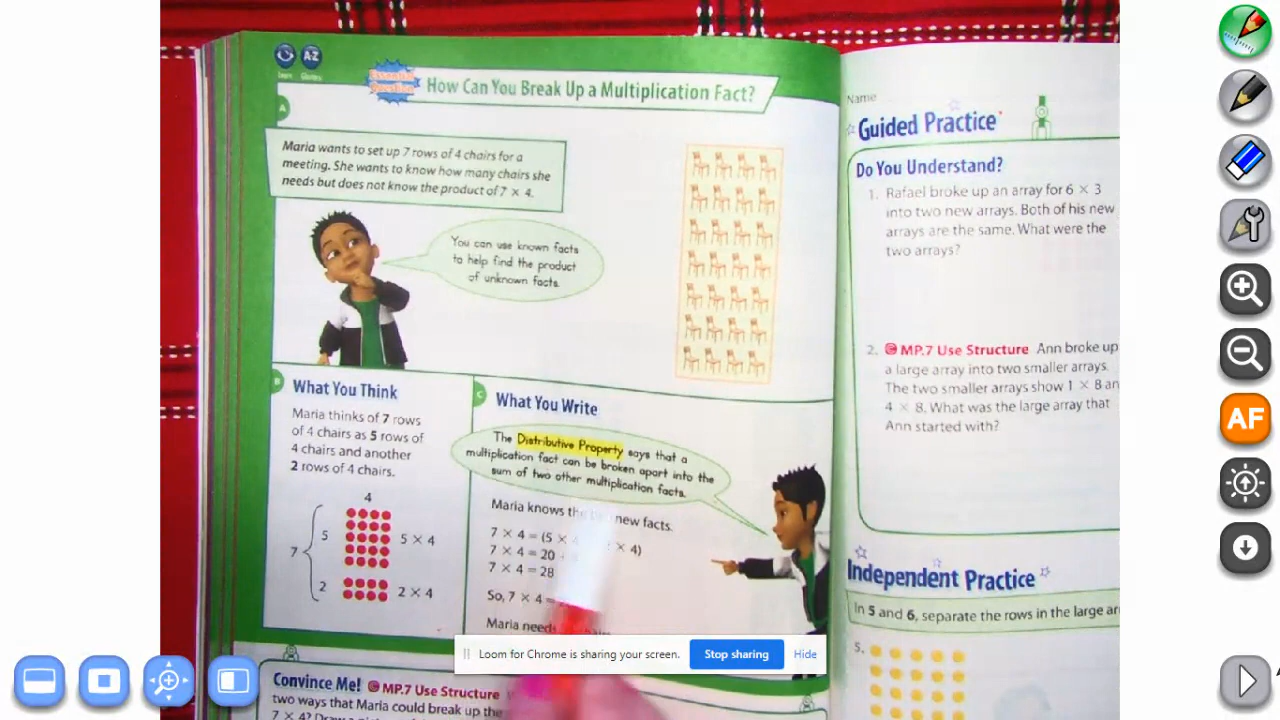 A-Z
Essential Question
How Can You Break Up a Multiplication Fact?
A
Maria wants to set up 7 rows of 4 chairs for a
meeting. She wants to know how many chairs she
needs but does not know the product of 7 × 4.
You can use known facts
to help find the product
of unknown facts.
B
What You Think
Maria thinks of 7 rows
of 4 chairs as 5 rows of
4 chairs and another
2 rows of 4 chairs.
4
7
5
5 × 4
2
2 × 4
C
What You Write
The Distributive Property says that a
multiplication fact can be broken apart into the
sum of two other multiplication facts.
Maria knows the new facts.
7 × 4 = (5 × × 4)
7 × 4 = 20
7 × 4 = 28
So, 7 × 4 =
Maria needs
Convince Me! MP.7 Use Structure
two ways that Maria could break up the
7 × 4?
Name
Guided Practice
Do You Understand?
1. Rafael broke up an array for 6 × 3
into two new arrays. Both of his new
arrays are the same. What were the
two arrays?
2. MP.7 Use Structure Ann broke up
a large array into two smaller arrays.
The two smaller arrays show 1 × 8
4 × 8. What was the large array that
Ann started with?
Independent Practice
In 5 and 6, separate the rows in the large
5.
Loom for Chrome is sharing your screen. Stop sharing Hide
AF